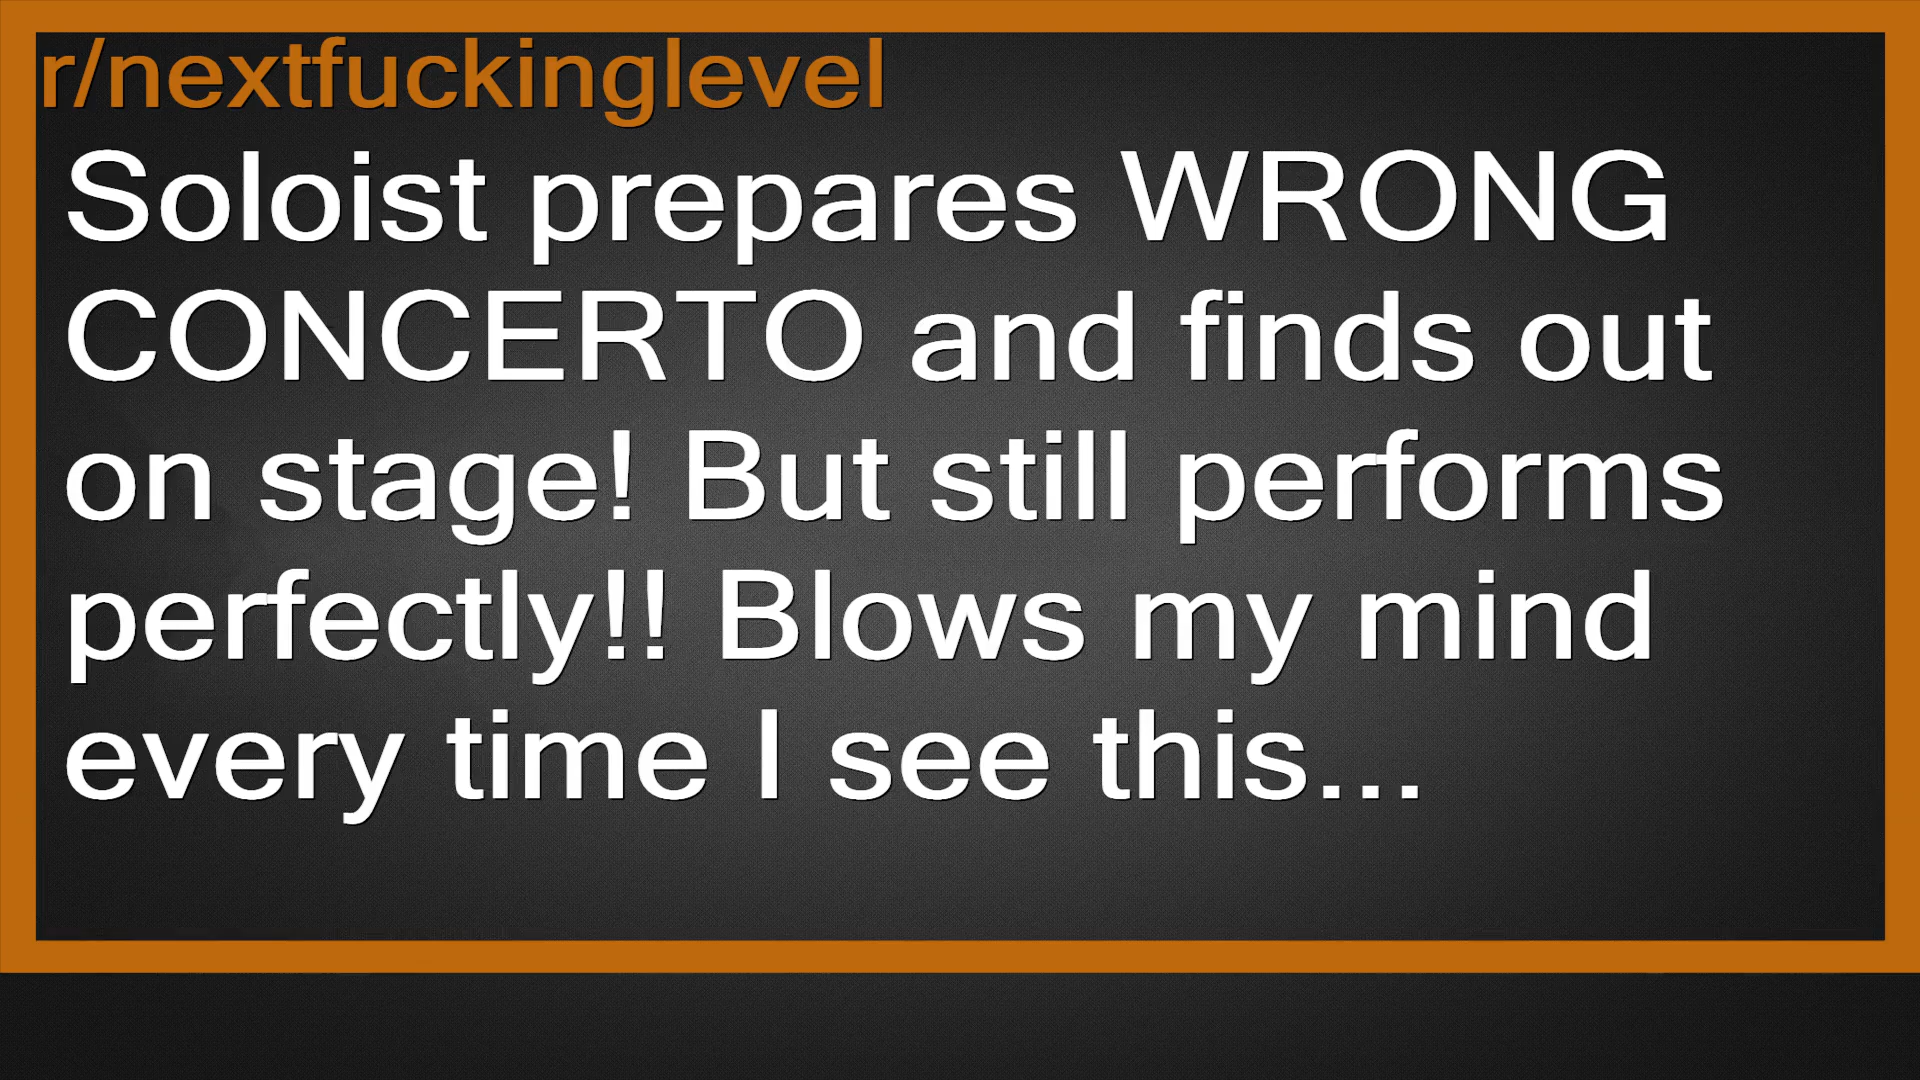 r/nextfuckinglevel
Soloist prepares WRONG
CONCERTO and finds out
on stage! But still performs
perfectly!! Blows my mind
every time I see this...